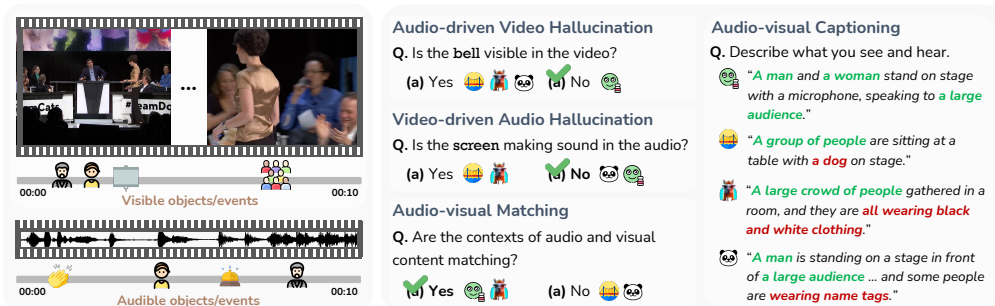 mCats
#TeamDo
...
00:00
00:10
Visible objects/events
00:00
00:10
Audible objects/events
Audio-driven Video Hallucination
Q. Is the bell visible in the video?
(a) Yes
(a) No
Video-driven Audio Hallucination
Q. Is the screen making sound in the audio?
(a) Yes
(a) No
Audio-visual Matching
Q. Are the contexts of audio and visual
content matching?
(a) Yes
(a) No
Audio-visual Captioning
Q. Describe what you see and hear.
“A man and a woman stand on stage
with a microphone, speaking to a large
audience.”
“A group of people are sitting at a
table with a dog on stage.”
“A large crowd of people gathered in a
room, and they are all wearing black
and white clothing.”
“A man is standing on a stage in front
of a large audience ... and some people
are wearing name tags.”